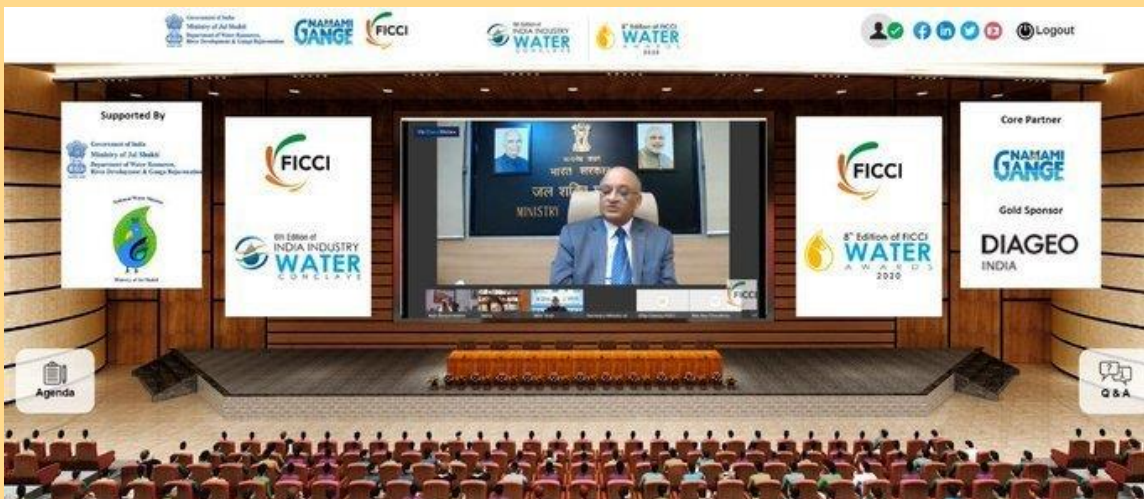 Government of India
Ministry of Jal Shakti
Department of Water Resources,
River Development & Ganga Rejuvenation
NAMAMI
GANGE
FICCI
6th Edition of
INDIA INDUSTRY
WATER
CONCLAVE
8th Edition of FICCI
WATER
AWARDS
2020
Logout
Supported By
Government of India
Ministry of Jal Shakti
Department of Water Resources,
River Development & Ganga Rejuvenation
National Water Mission
Ministry of Jal Shakti
FICCI
6th Edition of
INDIA INDUSTRY
WATER
CONCLAVE
भारत सरकार
जल शक्ति
MINISTRY
FICCI
FICCI
8th Edition of FICCI
WATER
AWARDS
2020
Core Partner
NAMAMI
GANGE
Gold Sponsor
DIAGEO
INDIA
Agenda
Q & A